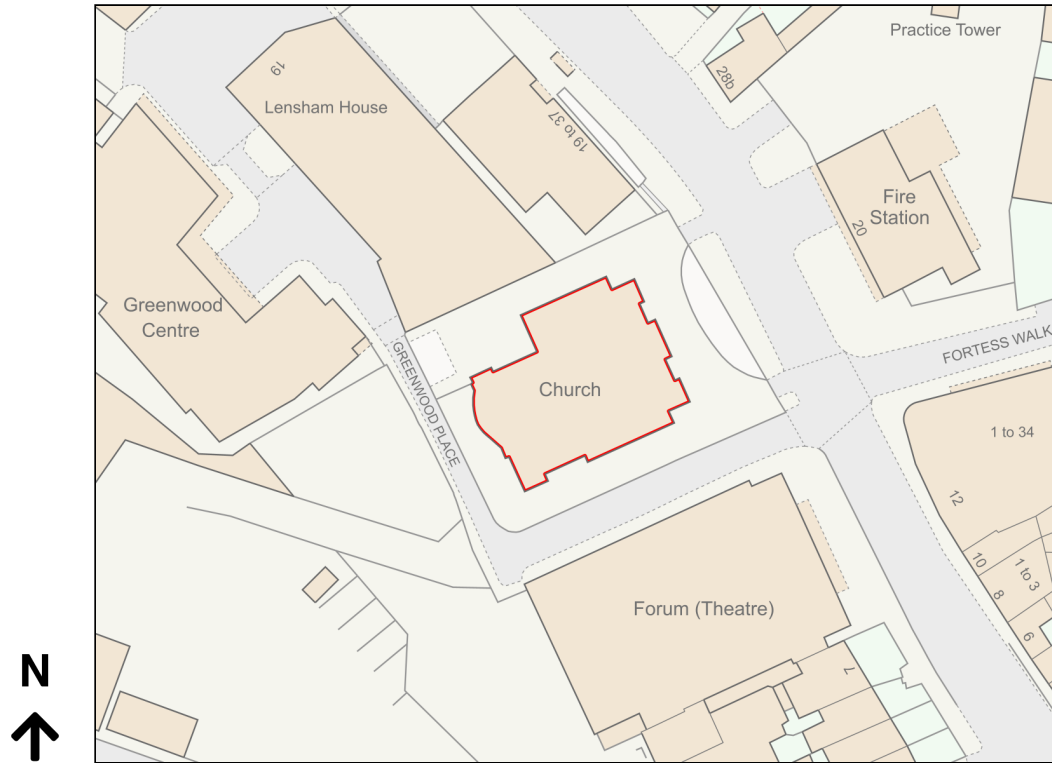 Practice Tower
28b
19
Lensham House
19 to 37
Fire
Station
20
Greenwood
Centre
GREENWOOD PLACE
FORTESS WALK
Church
1 to 34
12
10
1 to 3
8
6
Forum (Theatre)
7
N